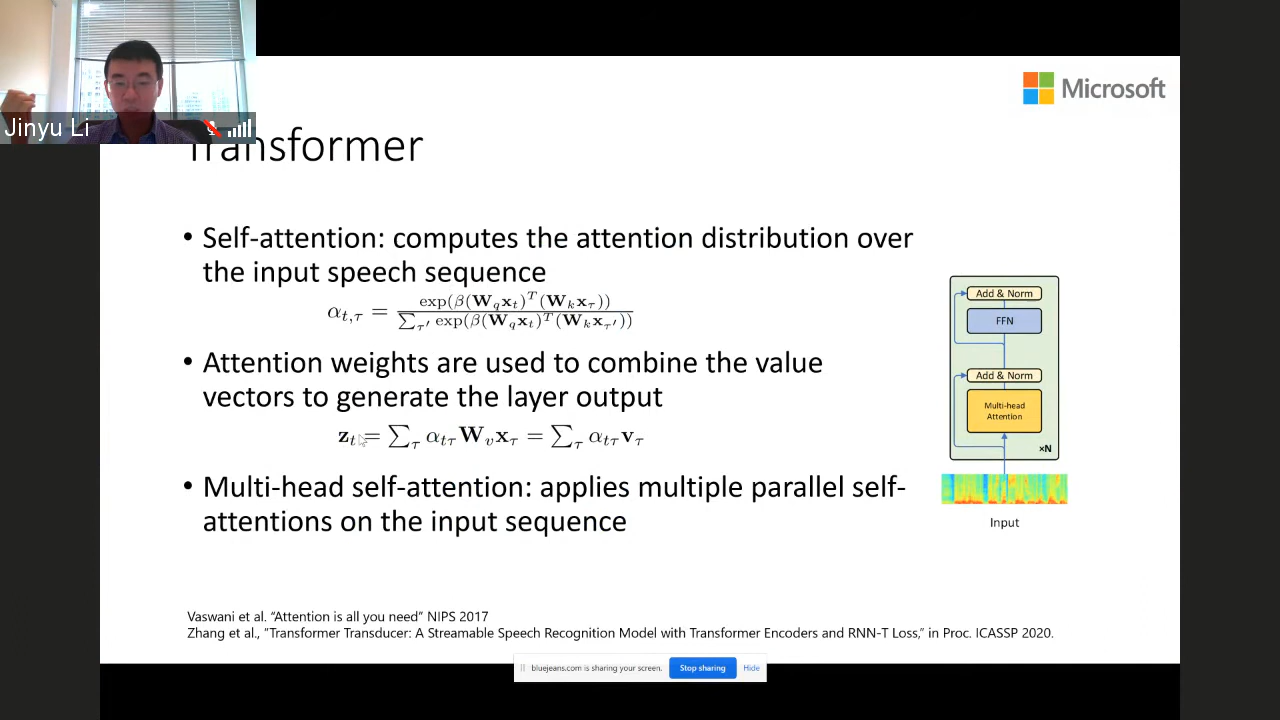 Jinyu Li
Microsoft
Transformer
• Self-attention: computes the attention distribution over
the input speech sequence
α_{t,τ} = exp(β(W_q x_t)^T (W_k x_τ)) / ∑_{τ'} exp(β(W_q x_t)^T (W_k x_{τ'}))
• Attention weights are used to combine the value
vectors to generate the layer output
z_t = ∑_τ α_{tτ} W_v x_τ = ∑_τ α_{tτ} v_τ
• Multi-head self-attention: applies multiple parallel self-
attentions on the input sequence
Add & Norm
FFN
Add & Norm
Multi-head
Attention
×N
Input
Vaswani et al. “Attention is all you need” NIPS 2017
Zhang et al., “Transformer Transducer: A Streamable Speech Recognition Model with Transformer Encoders and RNN-T Loss,” in Proc. ICASSP 2020.
bluejeans.com is sharing your screen.
Stop sharing
Hide